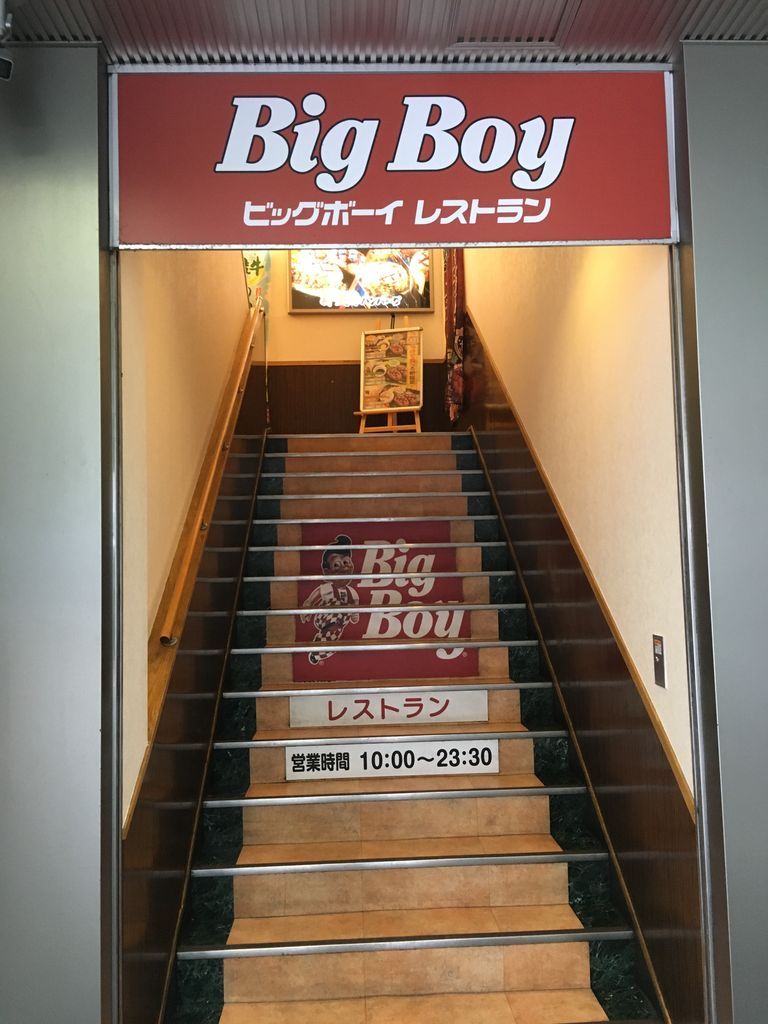 Big Boy
ビッグボーイ レストラン
Big
Boy
レストラン
営業時間 10:00～23:30